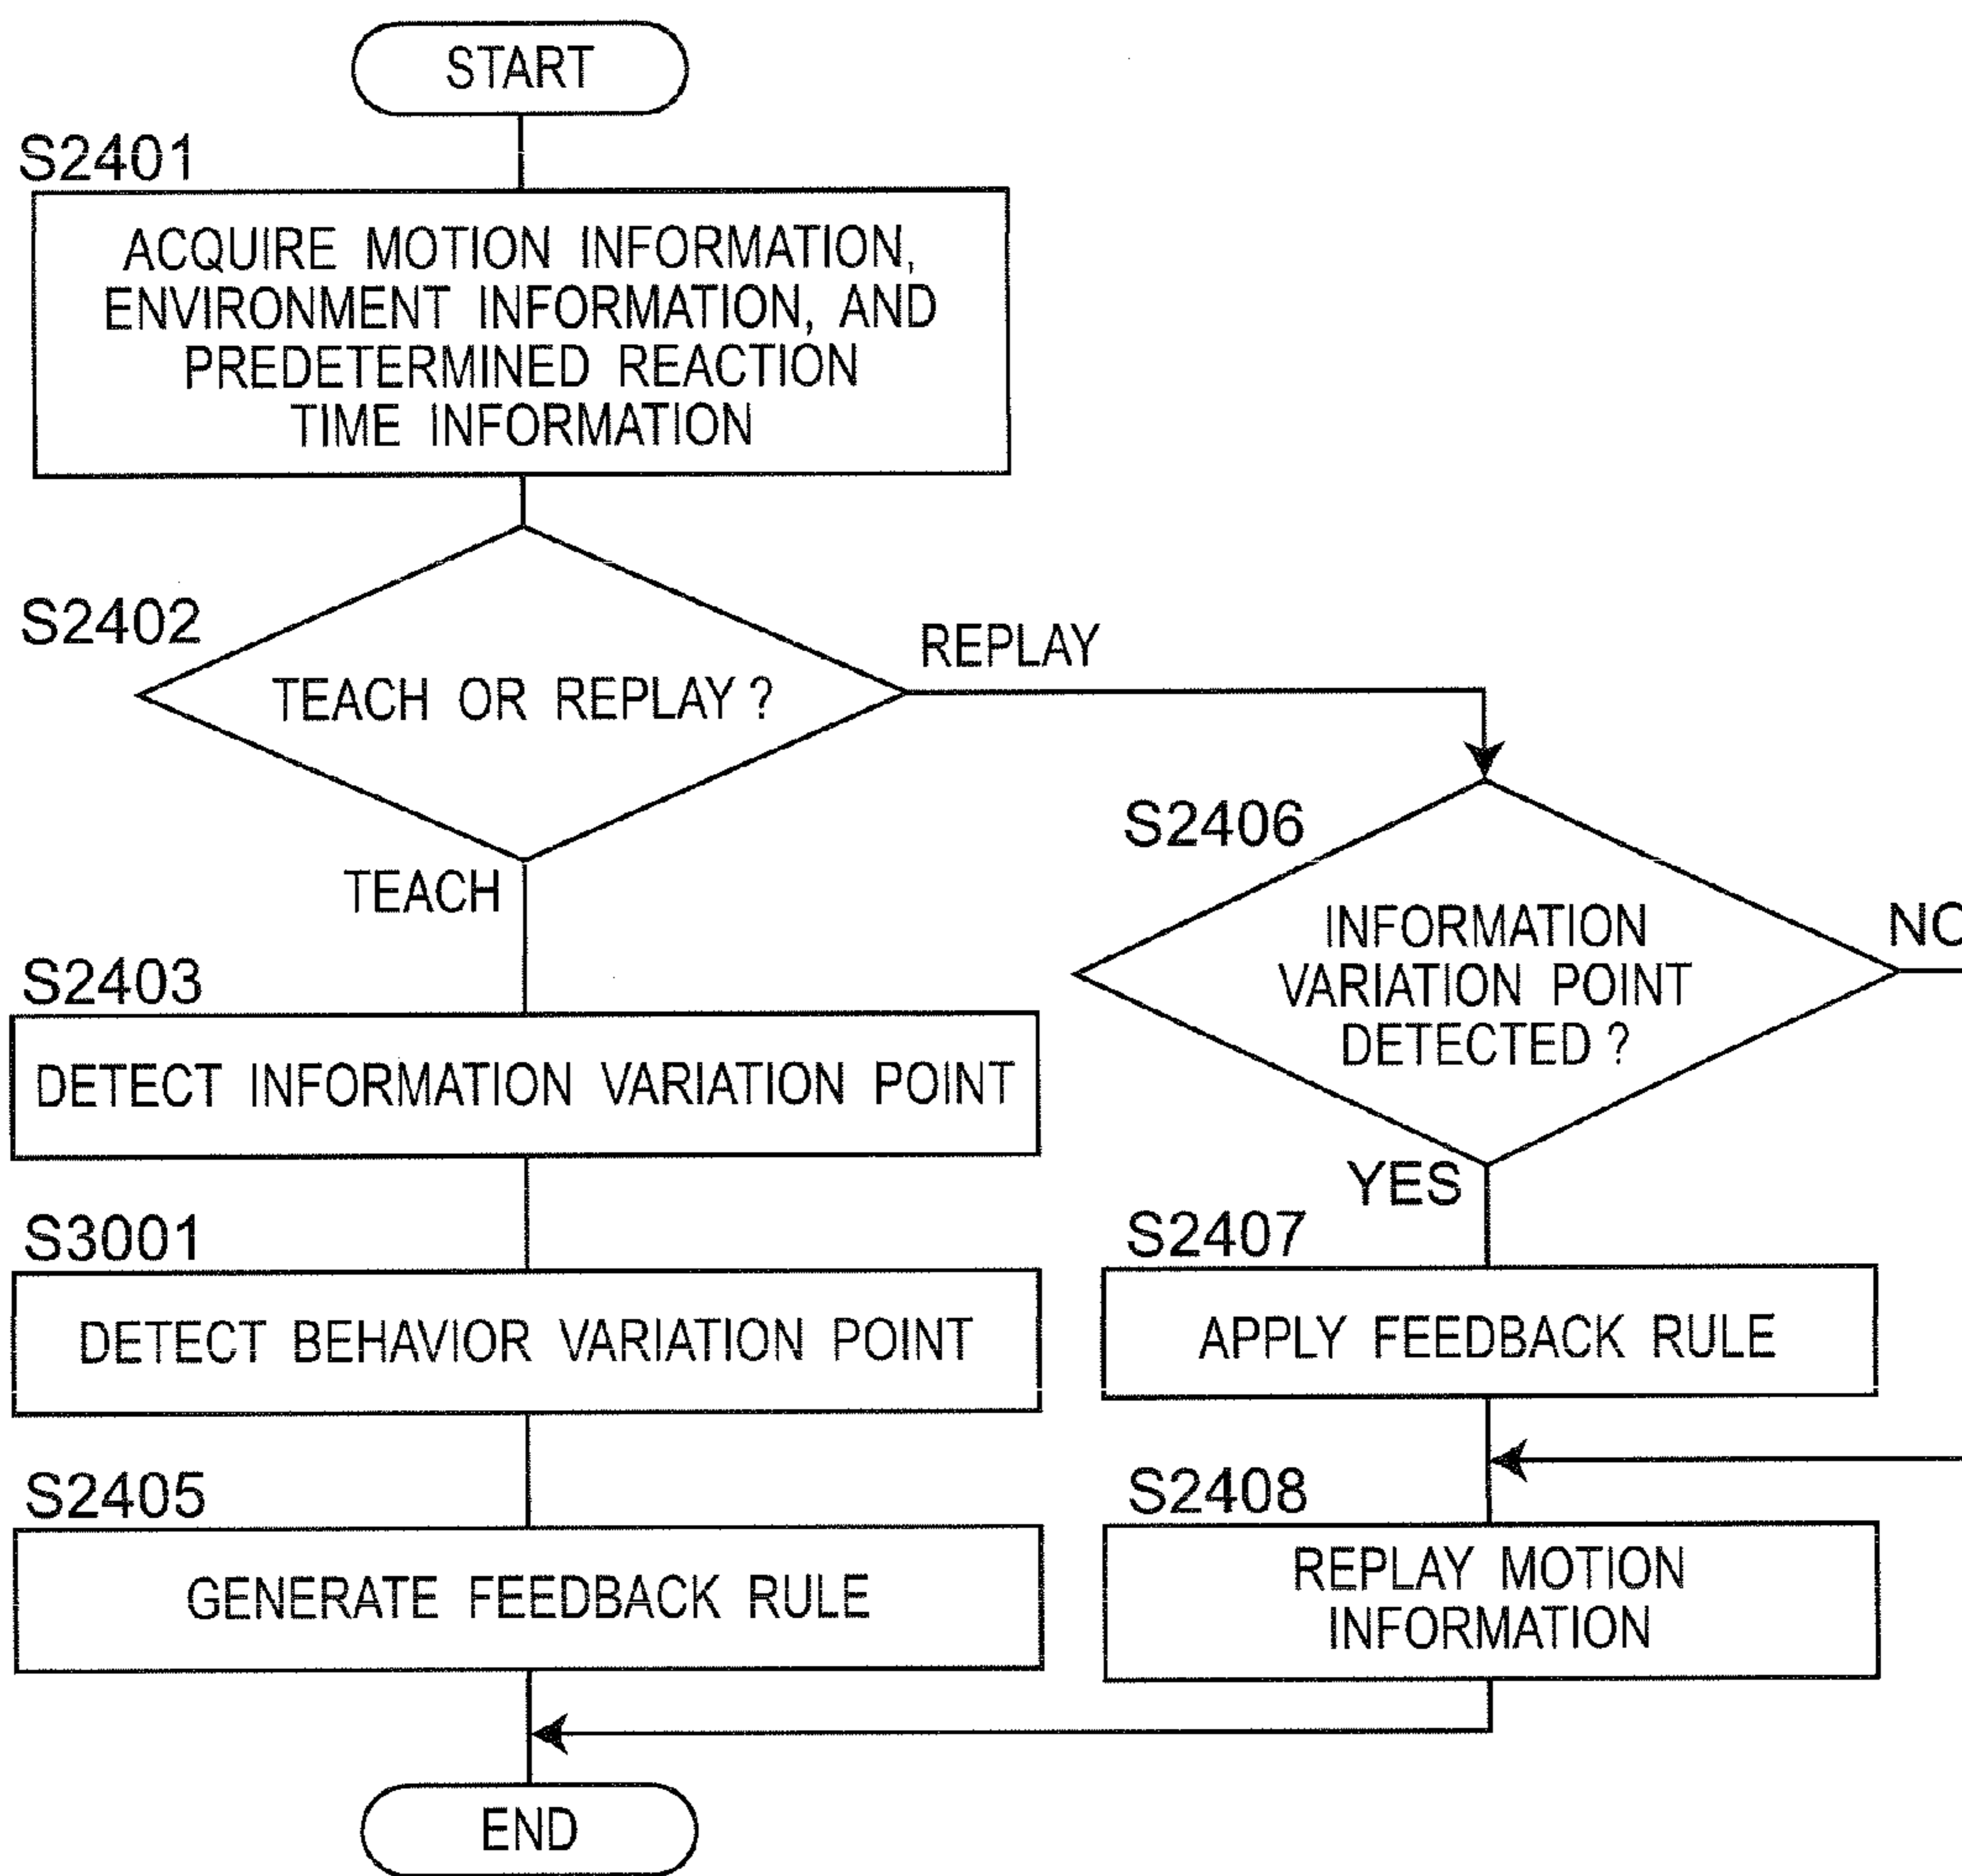 START
S2401
ACQUIRE MOTION INFORMATION,
ENVIRONMENT INFORMATION, AND
PREDETERMINED REACTION
TIME INFORMATION
S2402
TEACH OR REPLAY ?
REPLAY
TEACH
S2406
INFORMATION
VARIATION POINT
DETECTED ?
NO
YES
S2403
DETECT INFORMATION VARIATION POINT
S3001
DETECT BEHAVIOR VARIATION POINT
S2405
GENERATE FEEDBACK RULE
S2407
APPLY FEEDBACK RULE
S2408
REPLAY MOTION
INFORMATION
END